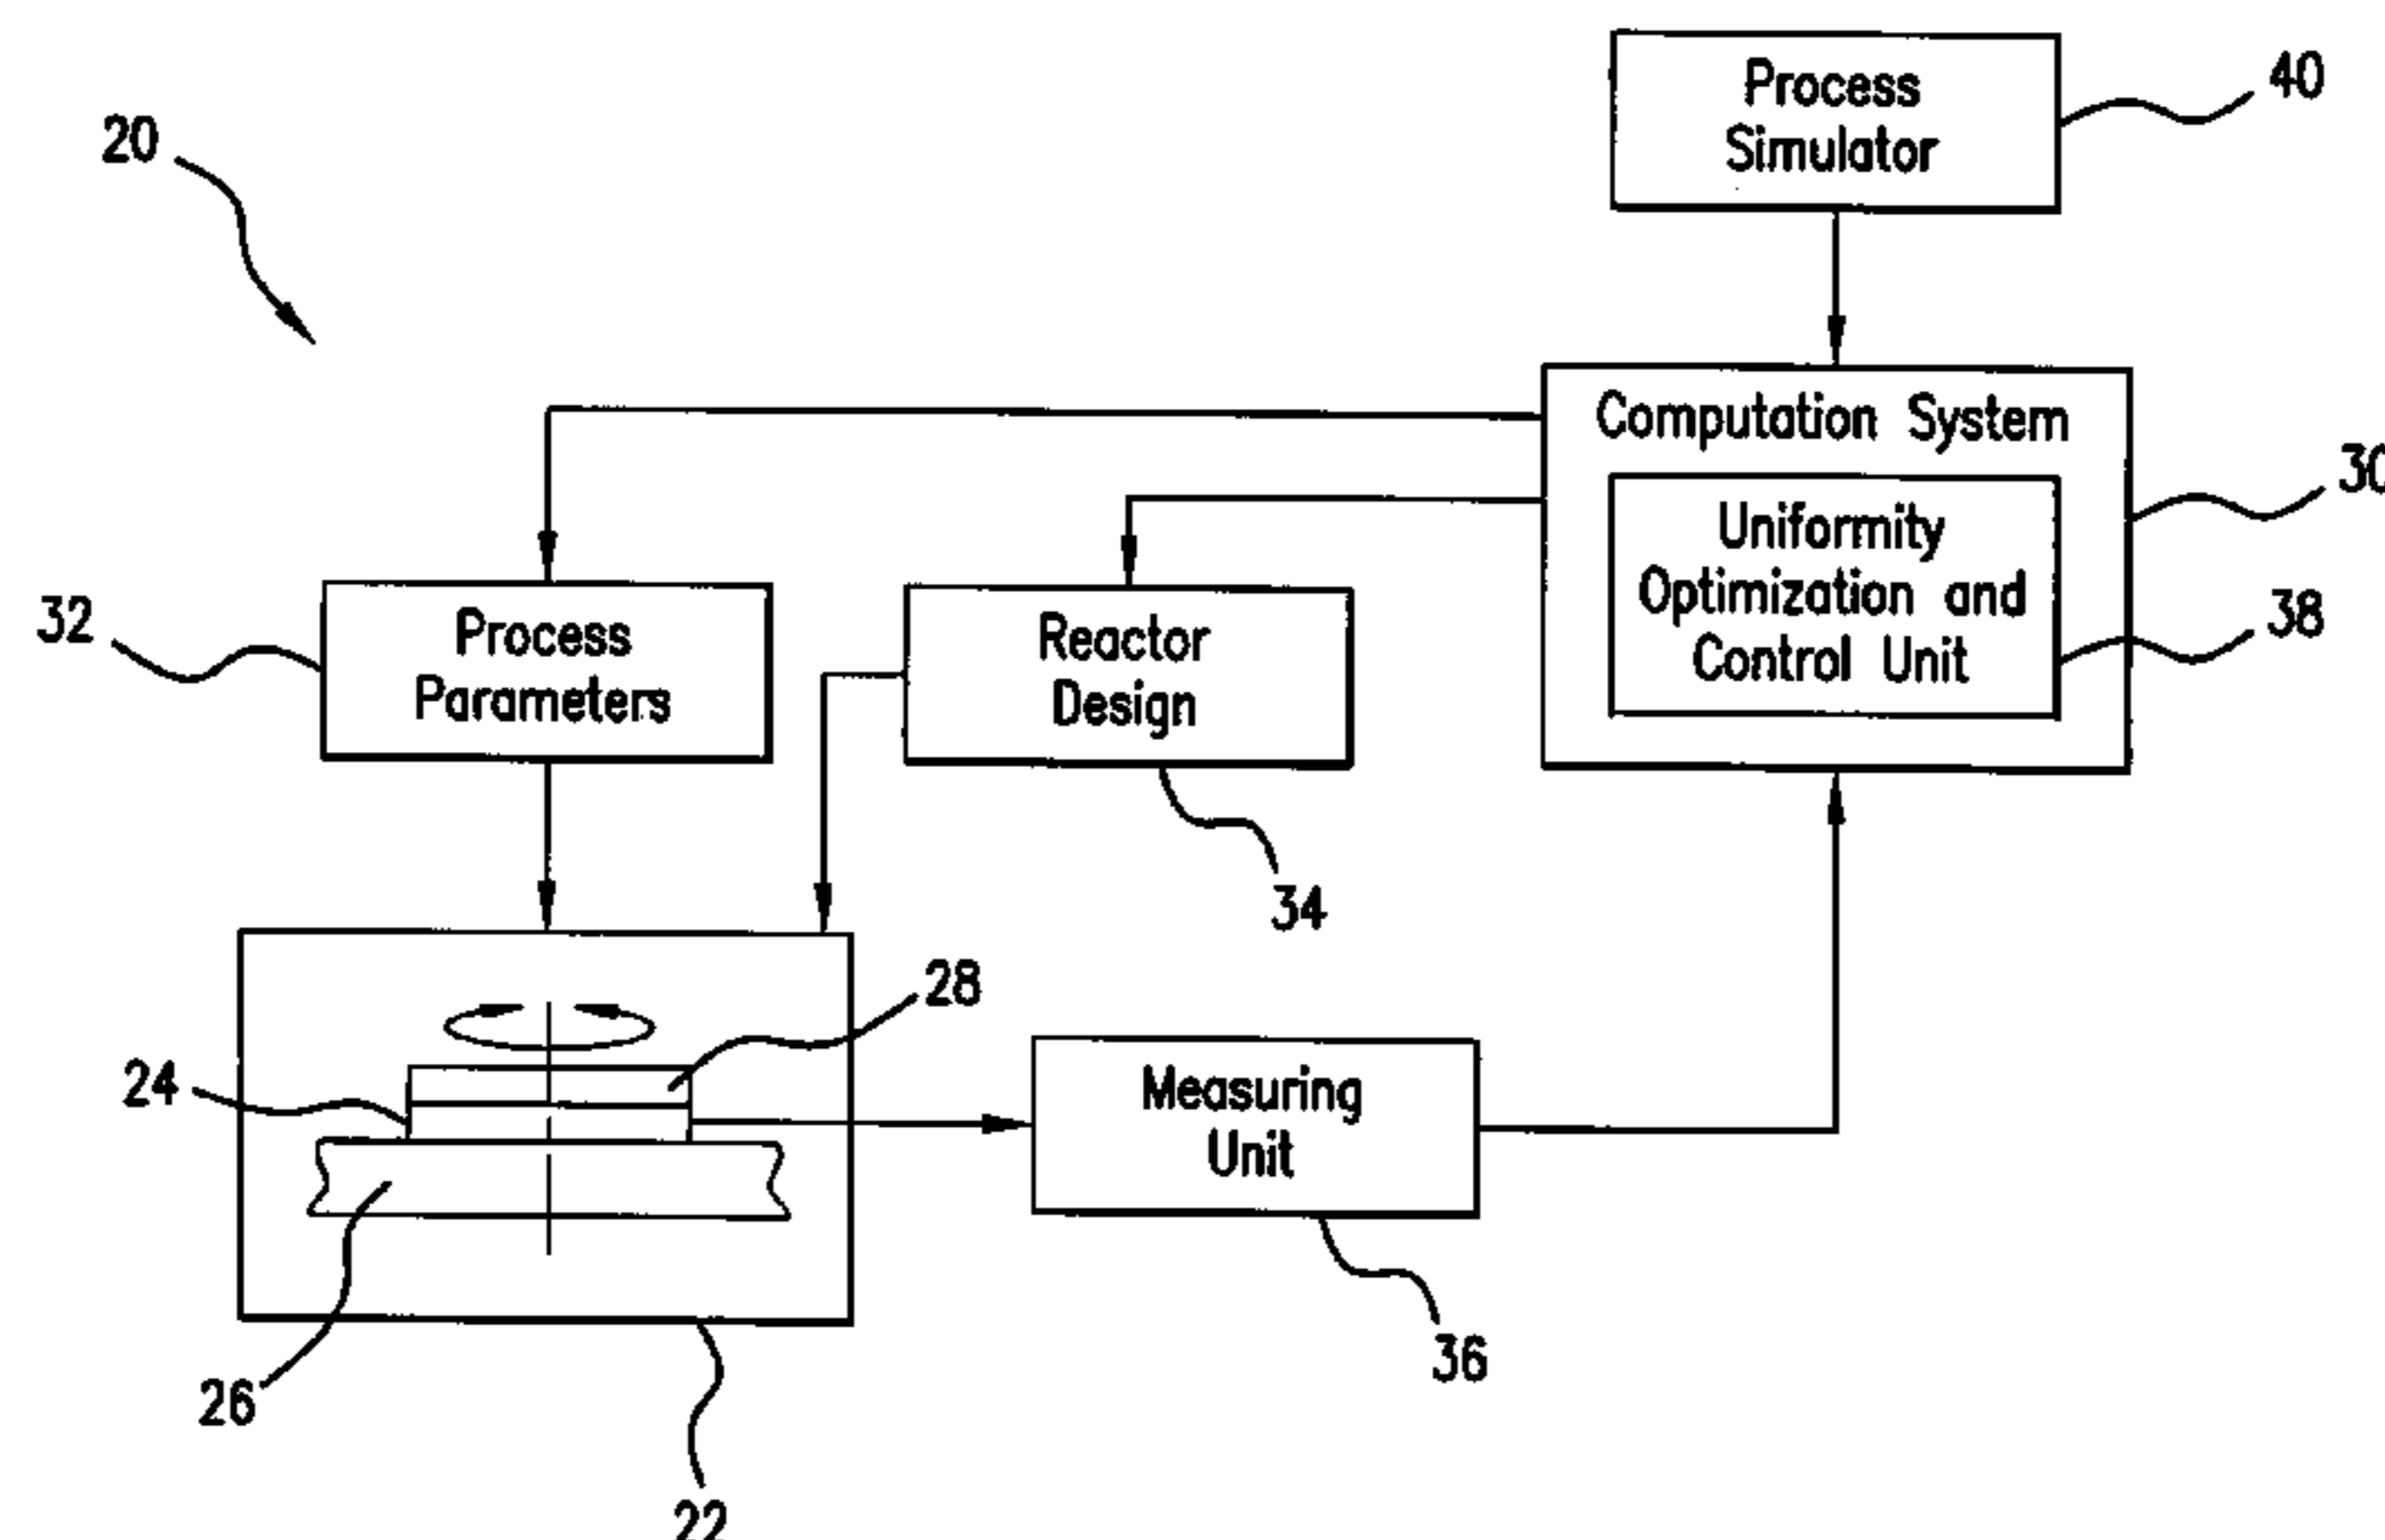 Process
Simulator
40
20
Computation System
30
Uniformity
Optimization and
Control Unit
38
32
Process
Parameters
Reactor
Design
34
28
24
Measuring
Unit
36
26
22